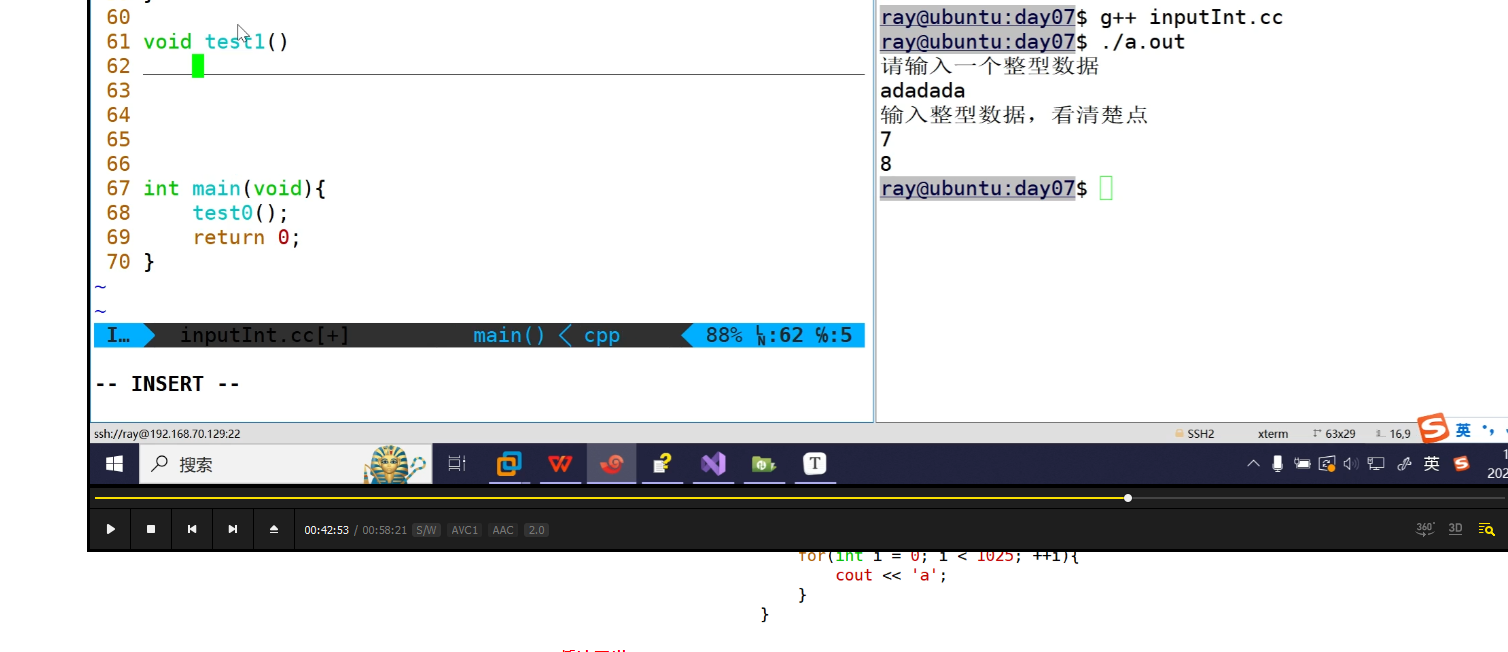 60
61 void test1()
62
63
64
65
66
67 int main(void){
68     test0();
69     return 0;
70 }
~
~
I… inputInt.cc[+] main() < cpp 88% LN:62 %:5
-- INSERT --
ray@ubuntu:day07$ g++ inputInt.cc
ray@ubuntu:day07$ ./a.out
请输入一个整型数据
adadada
输入整型数据，看清楚点
7
8
ray@ubuntu:day07$
ssh://ray@192.168.70.129:22 SSH2 xterm 63x29 16,9 英
搜索 T 英
00:42:53 / 00:58:21 S/W AVC1 AAC 2.0 360° 3D
for(int i = 0; i < 1025; ++i){
cout << 'a';
}
}